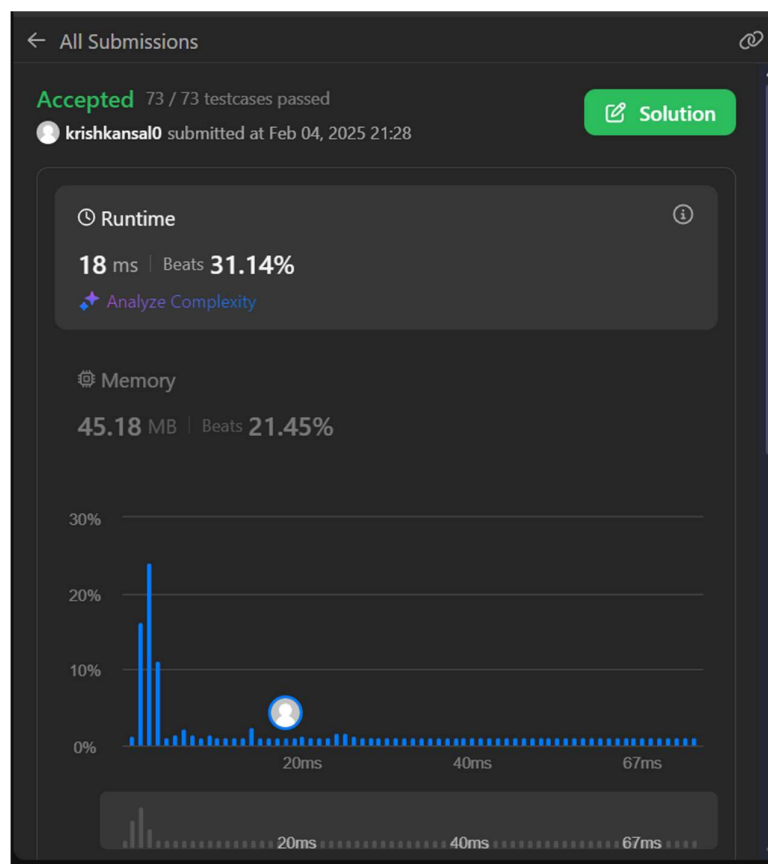 All Submissions
Accepted 73 / 73 testcases passed
krishkansal0 submitted at Feb 04, 2025 21:28
Solution
Runtime
18 ms | Beats 31.14%
Analyze Complexity
Memory
45.18 MB | Beats 21.45%
30%
20%
10%
0%
20ms 40ms 67ms
20ms 40ms 67ms